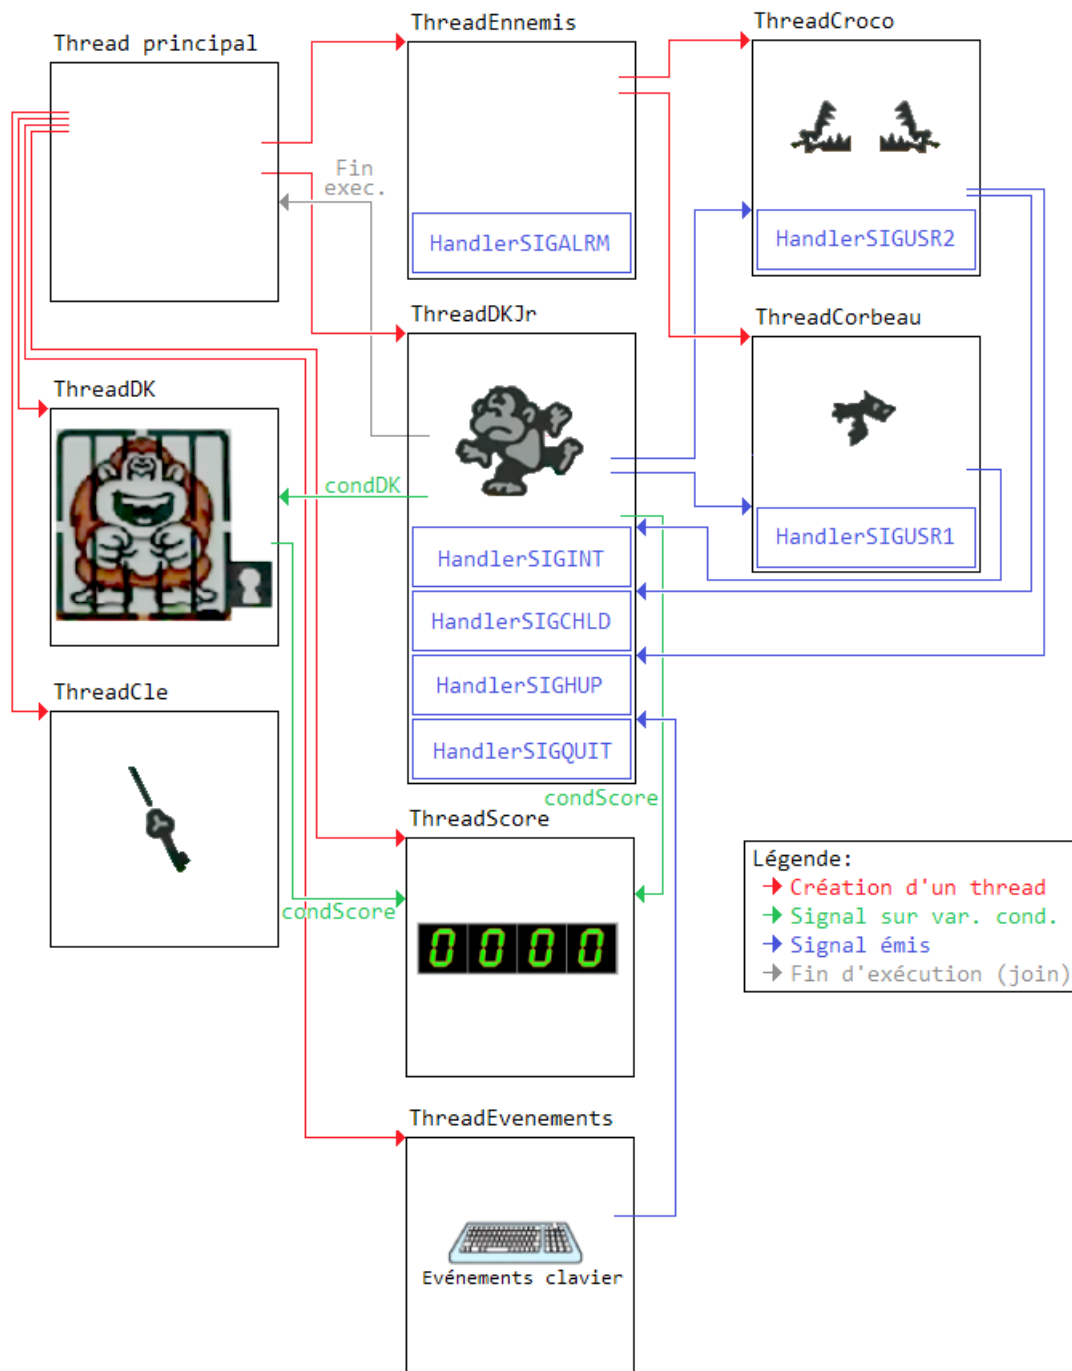 ThreadEnnemis
ThreadCroco
Thread principal
Fin
exec.
HandlerSIGALRM
HandlerSIGUSR2
ThreadDKJr
ThreadCorbeau
ThreadDK
condDK
HandlerSIGUSR1
HandlerSIGINT
HandlerSIGCHLD
HandlerSIGHUP
HandlerSIGQUIT
ThreadCle
condScore
ThreadScore
condScore
0000
Légende:
Création d'un thread
Signal sur var. cond.
Signal émis
Fin d'exécution (join)
ThreadEvenements
Evénements clavier